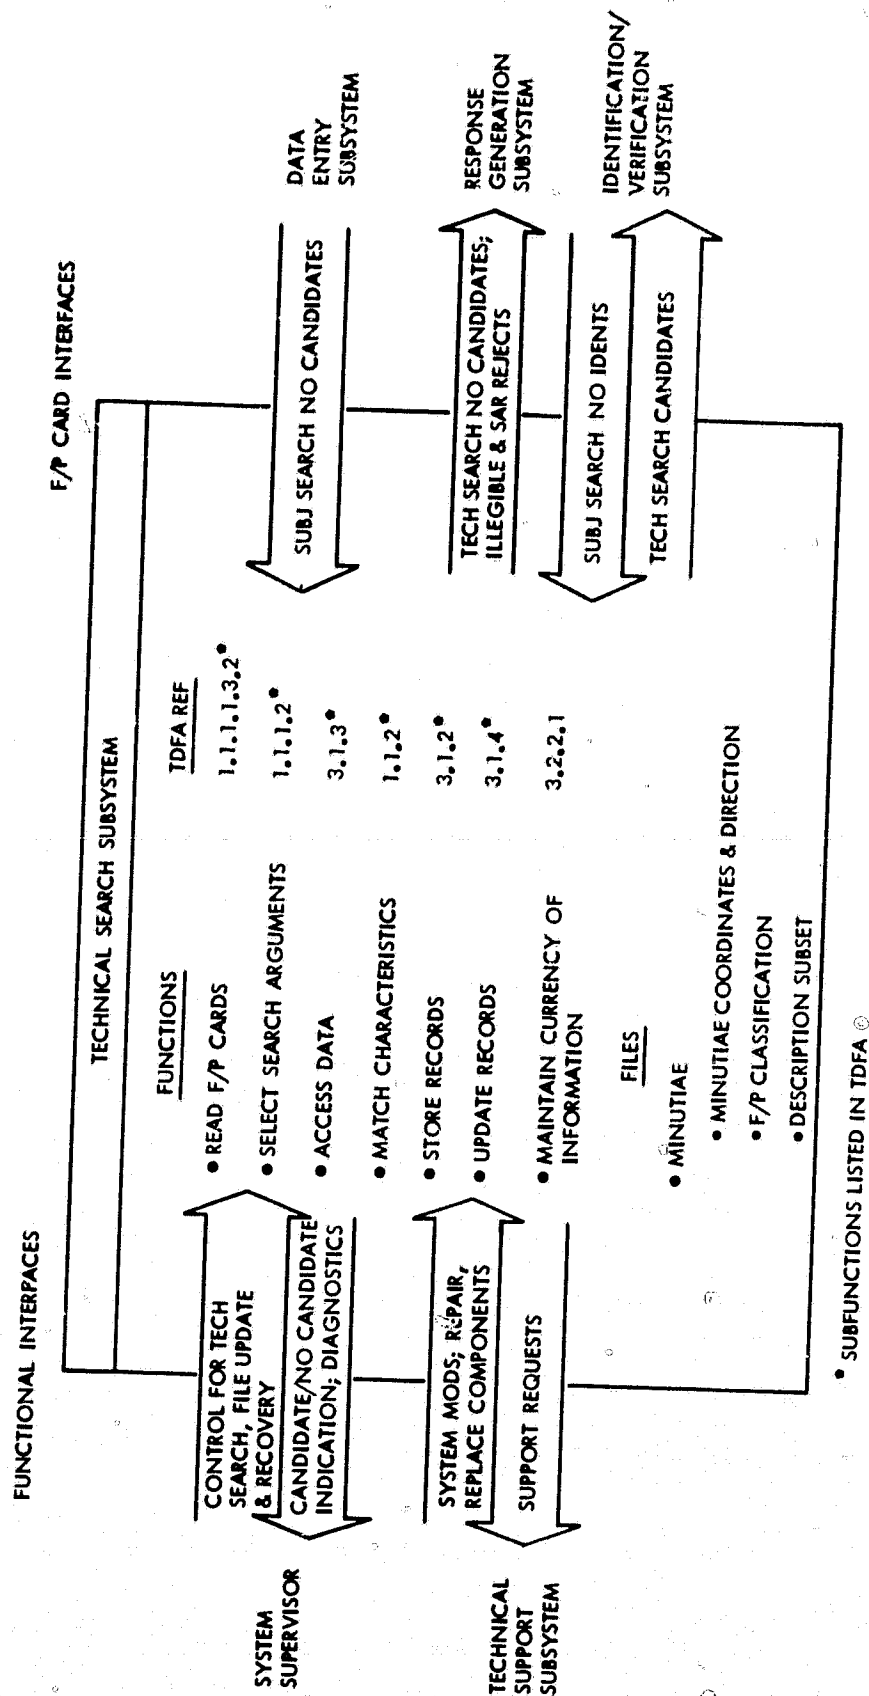 FUNCTIONAL INTERFACES
F/P CARD INTERFACES
TECHNICAL SEARCH SUBSYSTEM
SYSTEM
SUPERVISOR
CONTROL FOR TECH
SEARCH, FILE UPDATE
& RECOVERY
CANDIDATE/NO CANDIDATE
INDICATION; DIAGNOSTICS
TECHNICAL
SUPPORT
SUBSYSTEM
SYSTEM MODS; REPAIR,
REPLACE COMPONENTS
SUPPORT REQUESTS
FUNCTIONS
TDFA REF
• READ F/P CARDS 1.1.1.1.3.2*
• SELECT SEARCH ARGUMENTS 1.1.1.2*
• ACCESS DATA 3.1.3*
• MATCH CHARACTERISTICS 1.1.2*
• STORE RECORDS 3.1.2*
• UPDATE RECORDS 3.1.4*
• MAINTAIN CURRENCY OF 3.2.2.1
INFORMATION
FILES
• MINUTIAE
• MINUTIAE COORDINATES & DIRECTION
• F/P CLASSIFICATION
• DESCRIPTION SUBSET
SUBJ SEARCH NO CANDIDATES
DATA
ENTRY
SUBSYSTEM
TECH SEARCH NO CANDIDATES;
ILLEGIBLE & SAR REJECTS
RESPONSE
GENERATION
SUBSYSTEM
SUBJ SEARCH NO IDENTS
TECH SEARCH CANDIDATES
IDENTIFICATION/
VERIFICATION
SUBSYSTEM
* SUBFUNCTIONS LISTED IN TDFA